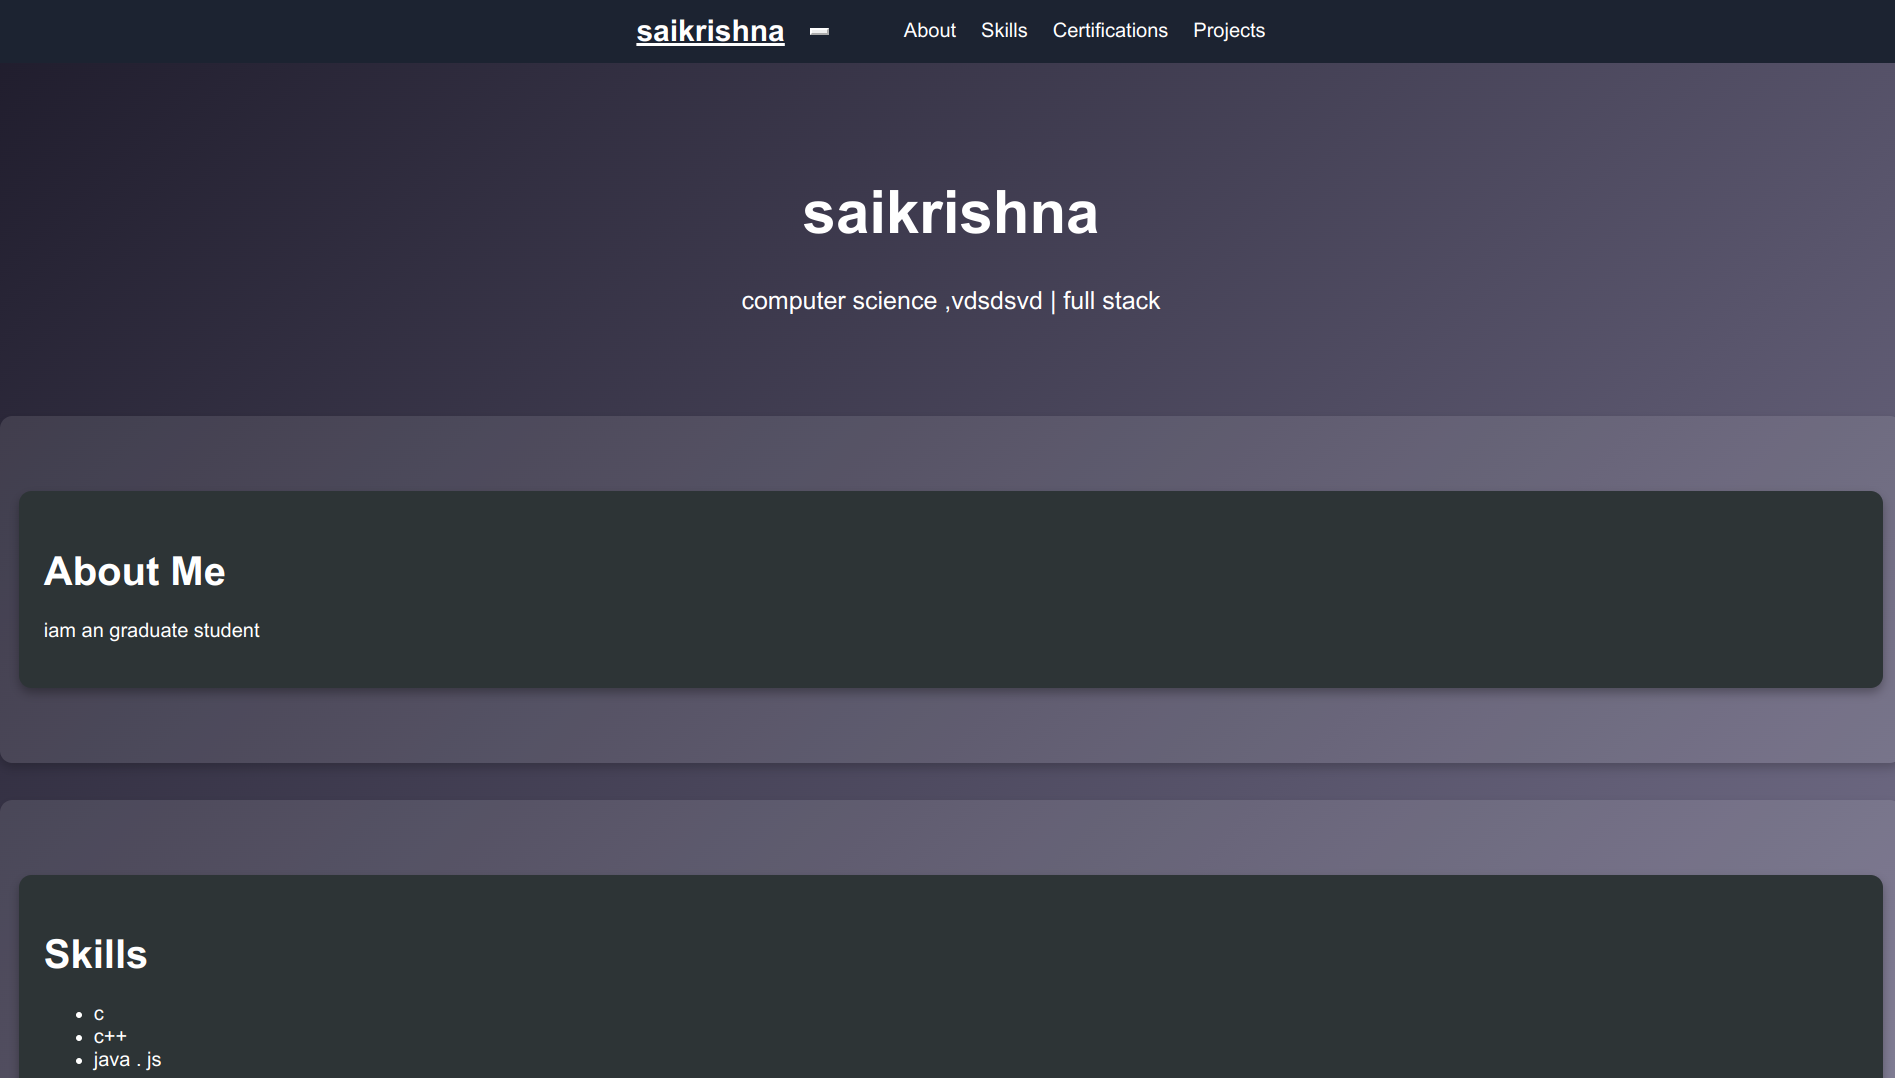 saikrishna About Skills Certifications Projects
saikrishna
computer science ,vdsdsvd | full stack
About Me
iam an graduate student
Skills
• c
• c++
• java . js